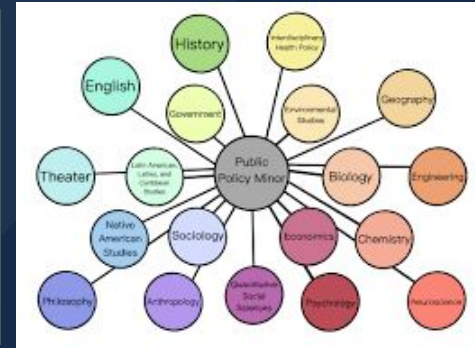 History
Interdisciplinary
Health Policy
English
Government
Environmental
Studies
Geography
Public
Policy Minor
Theater
Latin American,
Latino, and
Caribbean
Studies
Biology
Engineering
Native
American
Studies
Sociology
Economics
Chemistry
Philosophy
Anthropology
Quantitative
Social
Sciences
Psychology
Neuroscience